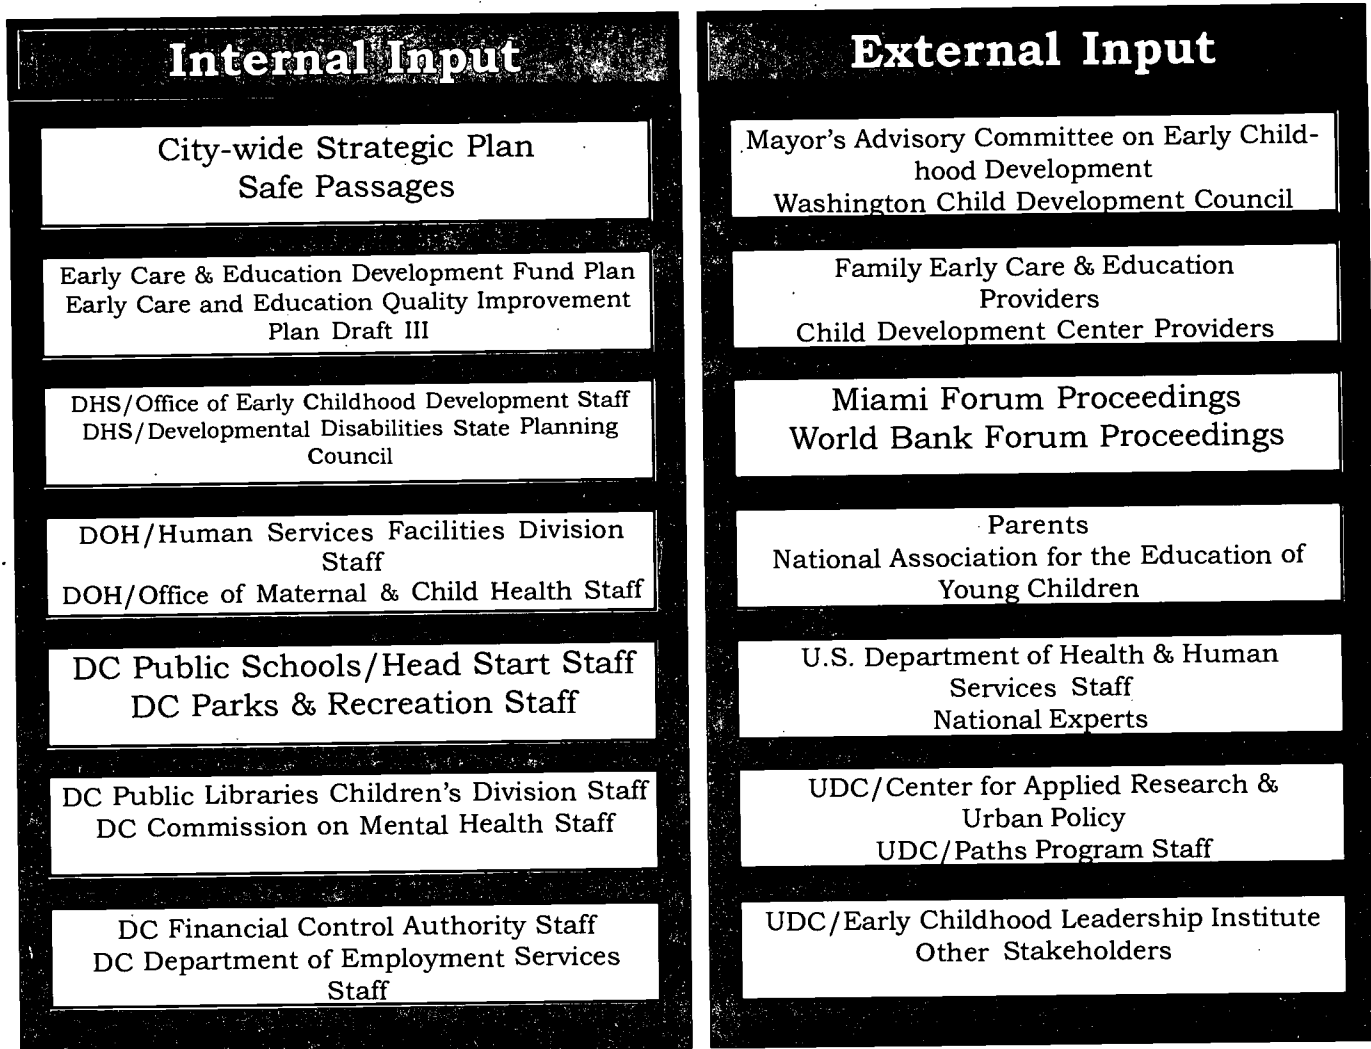 Internal Input
City-wide Strategic Plan
Safe Passages
Early Care & Education Development Fund Plan
Early Care and Education Quality Improvement
Plan Draft III
DHS/Office of Early Childhood Development Staff
DHS/Developmental Disabilities State Planning
Council
DOH/Human Services Facilities Division
Staff
DOH/Office of Maternal & Child Health Staff
DC Public Schools/Head Start Staff
DC Parks & Recreation Staff
DC Public Libraries Children's Division Staff
DC Commission on Mental Health Staff
DC Financial Control Authority Staff
DC Department of Employment Services
Staff
External Input
Mayor's Advisory Committee on Early Child-
hood Development
Washington Child Development Council
Family Early Care & Education
Providers
Child Development Center Providers
Miami Forum Proceedings
World Bank Forum Proceedings
Parents
National Association for the Education of
Young Children
U.S. Department of Health & Human
Services Staff
National Experts
UDC/Center for Applied Research &
Urban Policy
UDC/Paths Program Staff
UDC/Early Childhood Leadership Institute
Other Stakeholders